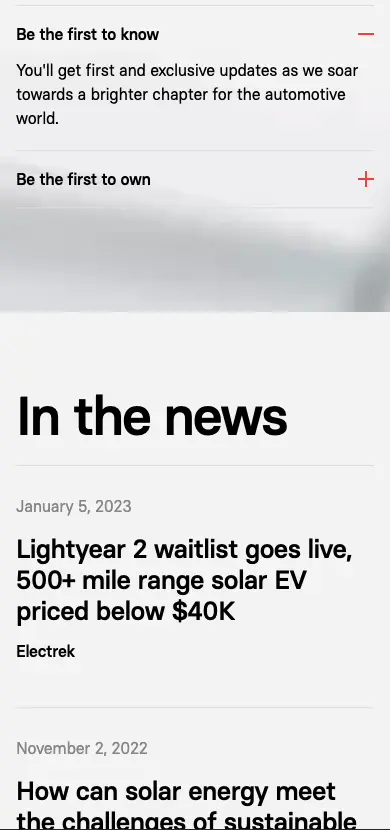 Be the first to know
You'll get first and exclusive updates as we soar
towards a brighter chapter for the automotive
world.
Be the first to own
In the news
January 5, 2023
Lightyear 2 waitlist goes live,
500+ mile range solar EV
priced below $40K
Electrek
November 2, 2022
How can solar energy meet
the challenges of sustainable